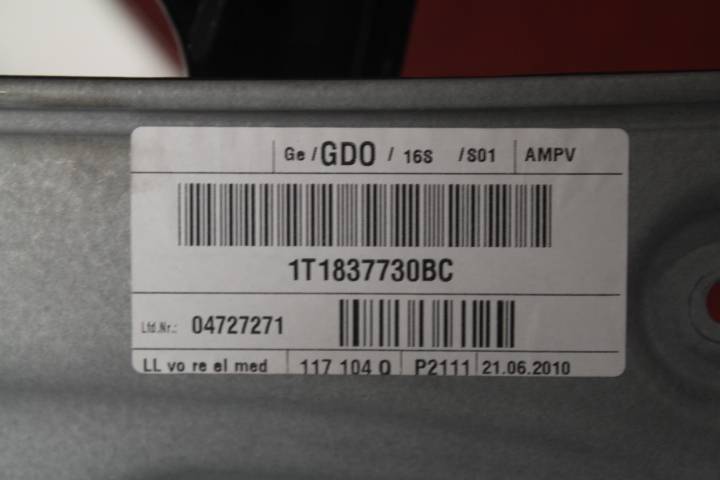 Ge / GDO / 16S /S01 AMPV
1T1837730BC
Lfd.Nr.: 04727271
LL vo re el med 117 104 Q P2111 21.06.2010